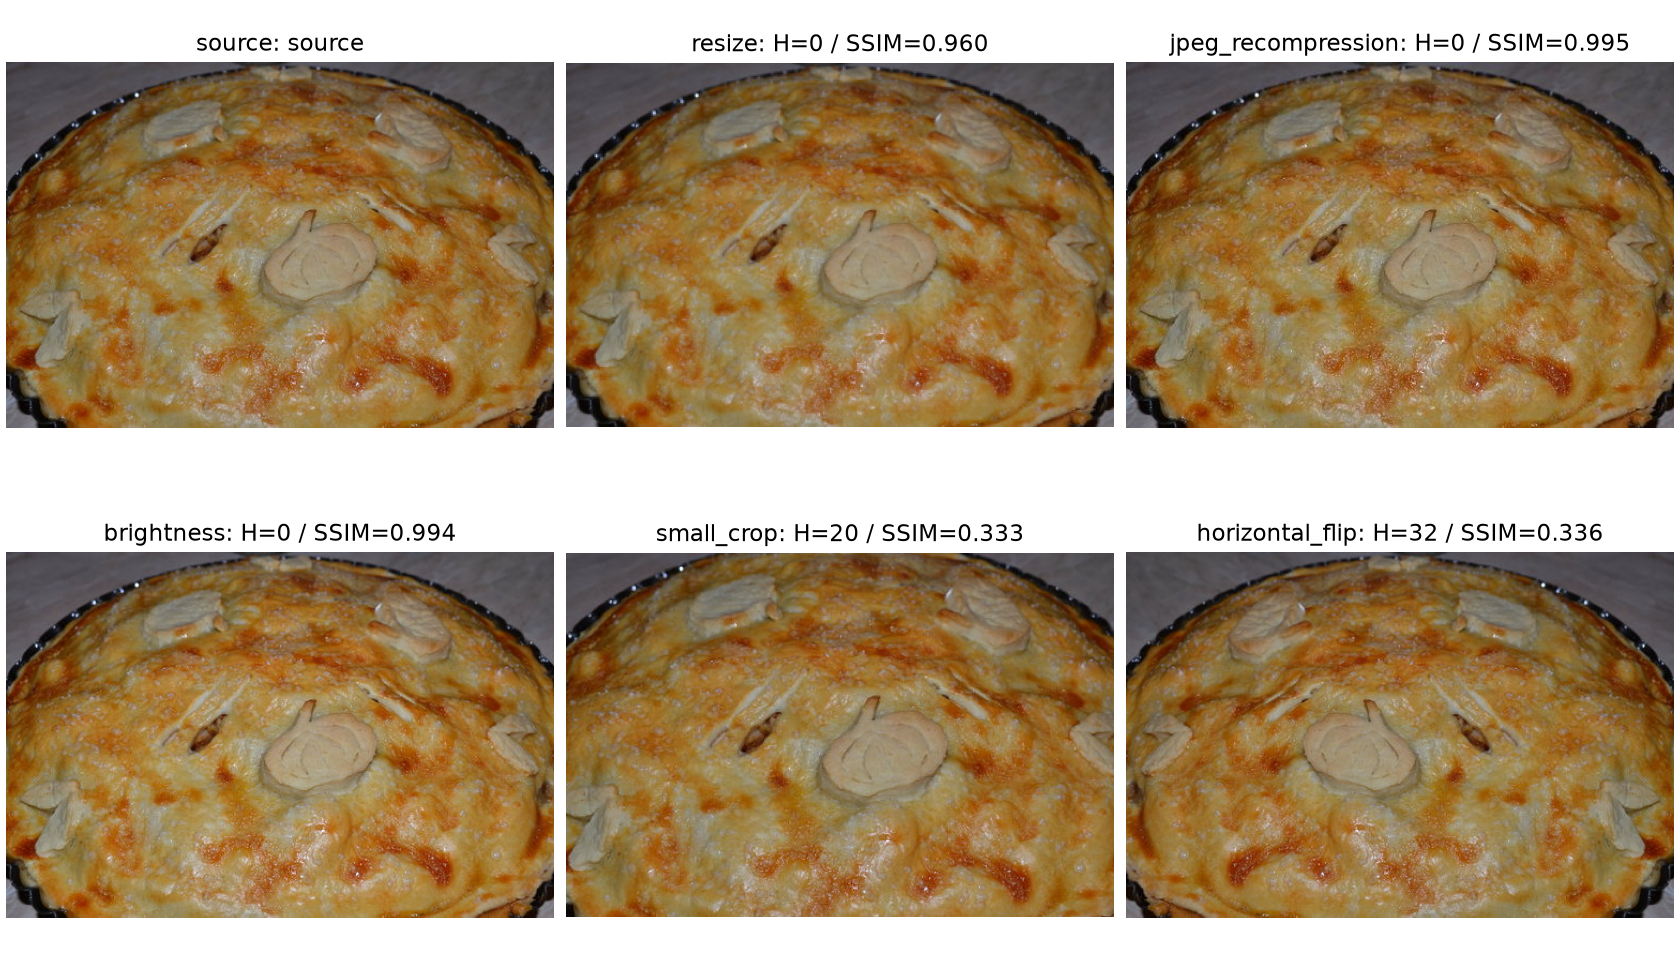 source: source
resize: H=0 / SSIM=0.960
jpeg_recompression: H=0 / SSIM=0.995
brightness: H=0 / SSIM=0.994
small_crop: H=20 / SSIM=0.333
horizontal_flip: H=32 / SSIM=0.336